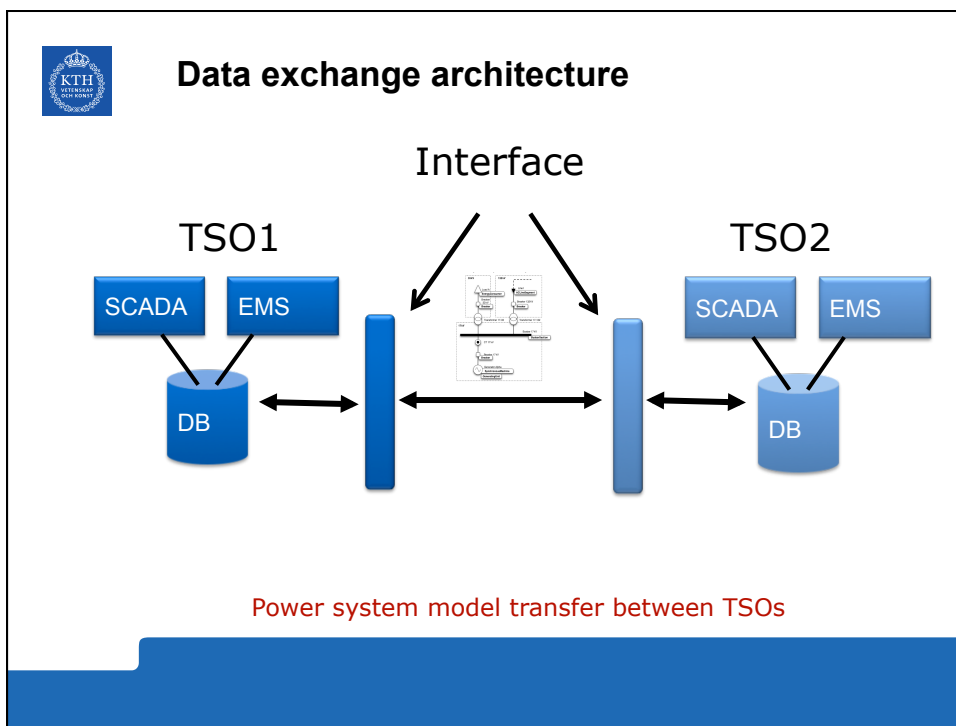 KTH
VETENSKAP
OCH KONST
Data exchange architecture
Interface
TSO1
TSO2
SCADA
EMS
SCADA
EMS
DB
DB
Power system model transfer between TSOs